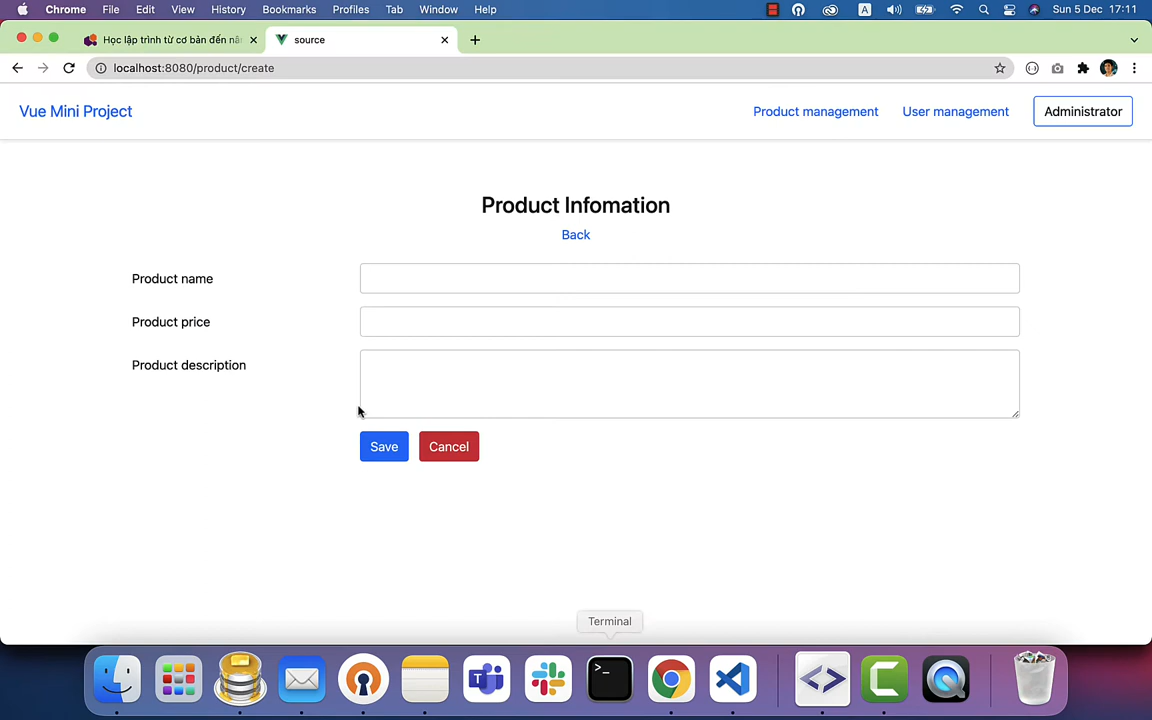 Chrome File Edit View History Bookmarks Profiles Tab Window Help A Sun 5 Dec 17:11
Học lập trình từ cơ bản đến nâ
source
localhost:8080/product/create
Vue Mini Project
Product management
User management
Administrator
Product Infomation
Back
Product name
Product price
Product description
Save
Cancel
Terminal